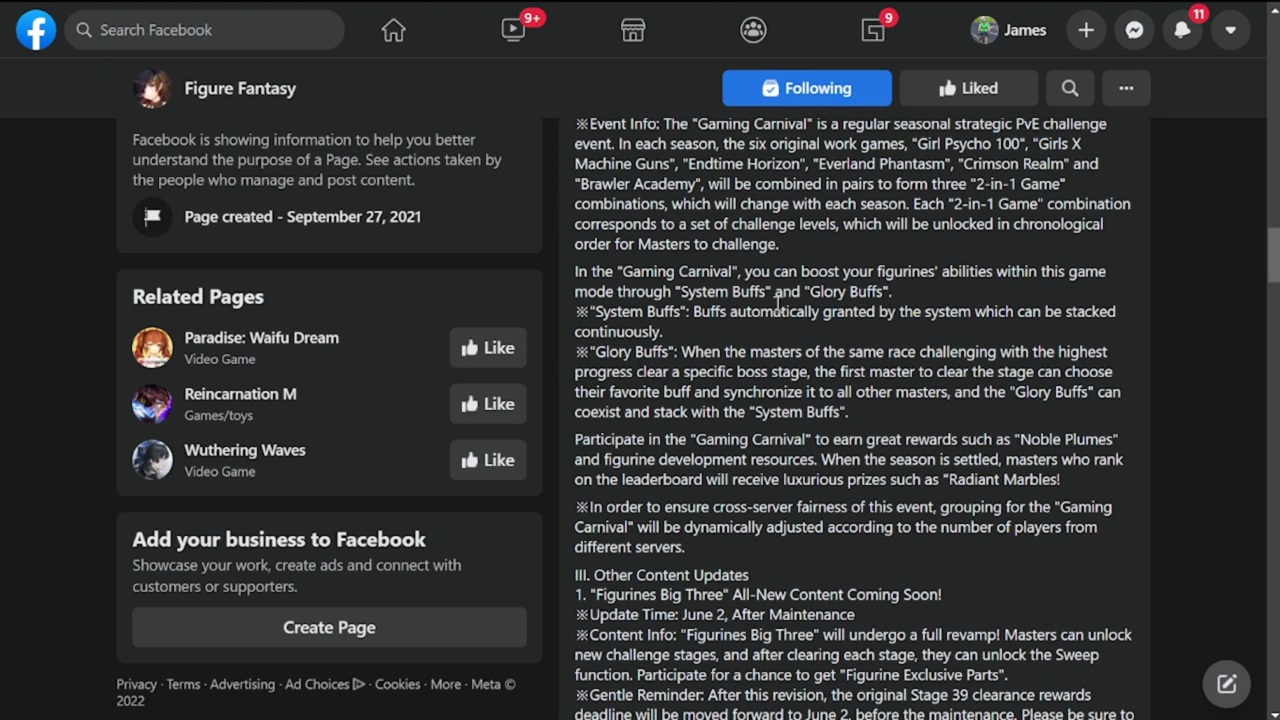 Search Facebook
9+
9
James
11
Figure Fantasy
Following
Liked
Facebook is showing information to help you better
understand the purpose of a Page. See actions taken by
the people who manage and post content.
Page created - September 27, 2021
Related Pages
Paradise: Waifu Dream
Video Game
Like
Reincarnation M
Games/toys
Like
Wuthering Waves
Video Game
Like
Add your business to Facebook
Showcase your work, create ads and connect with
customers or supporters.
Create Page
Privacy · Terms · Advertising · Ad Choices · Cookies · More · Meta ©
2022
※Event Info: The "Gaming Carnival" is a regular seasonal strategic PvE challenge
event. In each season, the six original work games, "Girl Psycho 100", "Girls X
Machine Guns", "Endtime Horizon", "Everland Phantasm", "Crimson Realm" and
"Brawler Academy", will be combined in pairs to form three "2-in-1 Game"
combinations, which will change with each season. Each "2-in-1 Game" combination
corresponds to a set of challenge levels, which will be unlocked in chronological
order for Masters to challenge.
In the "Gaming Carnival", you can boost your figurines' abilities within this game
mode through "System Buffs" and "Glory Buffs".
※"System Buffs": Buffs automatically granted by the system which can be stacked
continuously.
※"Glory Buffs": When the masters of the same race challenging with the highest
progress clear a specific boss stage, the first master to clear the stage can choose
their favorite buff and synchronize it to all other masters, and the "Glory Buffs" can
coexist and stack with the "System Buffs".
Participate in the "Gaming Carnival" to earn great rewards such as "Noble Plumes"
and figurine development resources. When the season is settled, masters who rank
on the leaderboard will receive luxurious prizes such as "Radiant Marbles!
※In order to ensure cross-server fairness of this event, grouping for the "Gaming
Carnival" will be dynamically adjusted according to the number of players from
different servers.
III. Other Content Updates
1. "Figurines Big Three" All-New Content Coming Soon!
※Update Time: June 2, After Maintenance
※Content Info: "Figurines Big Three" will undergo a full revamp! Masters can unlock
new challenge stages, and after clearing each stage, they can unlock the Sweep
function. Participate for a chance to get "Figurine Exclusive Parts".
※Gentle Reminder: After this revision, the original Stage 39 clearance rewards
deadline will be moved forward to June 2, before the maintenance. Please be sure to